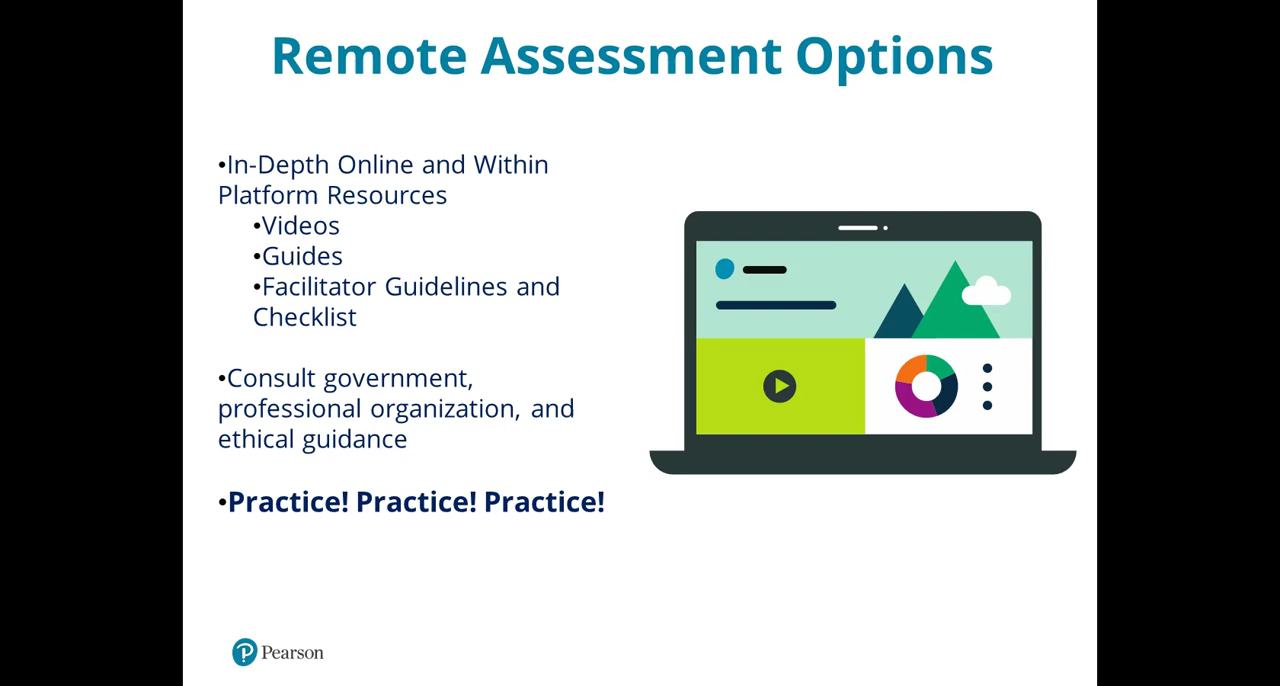 Remote Assessment Options
•In-Depth Online and Within
Platform Resources
•Videos
•Guides
•Facilitator Guidelines and
Checklist
•Consult government,
professional organization, and
ethical guidance
•Practice! Practice! Practice!
Pearson